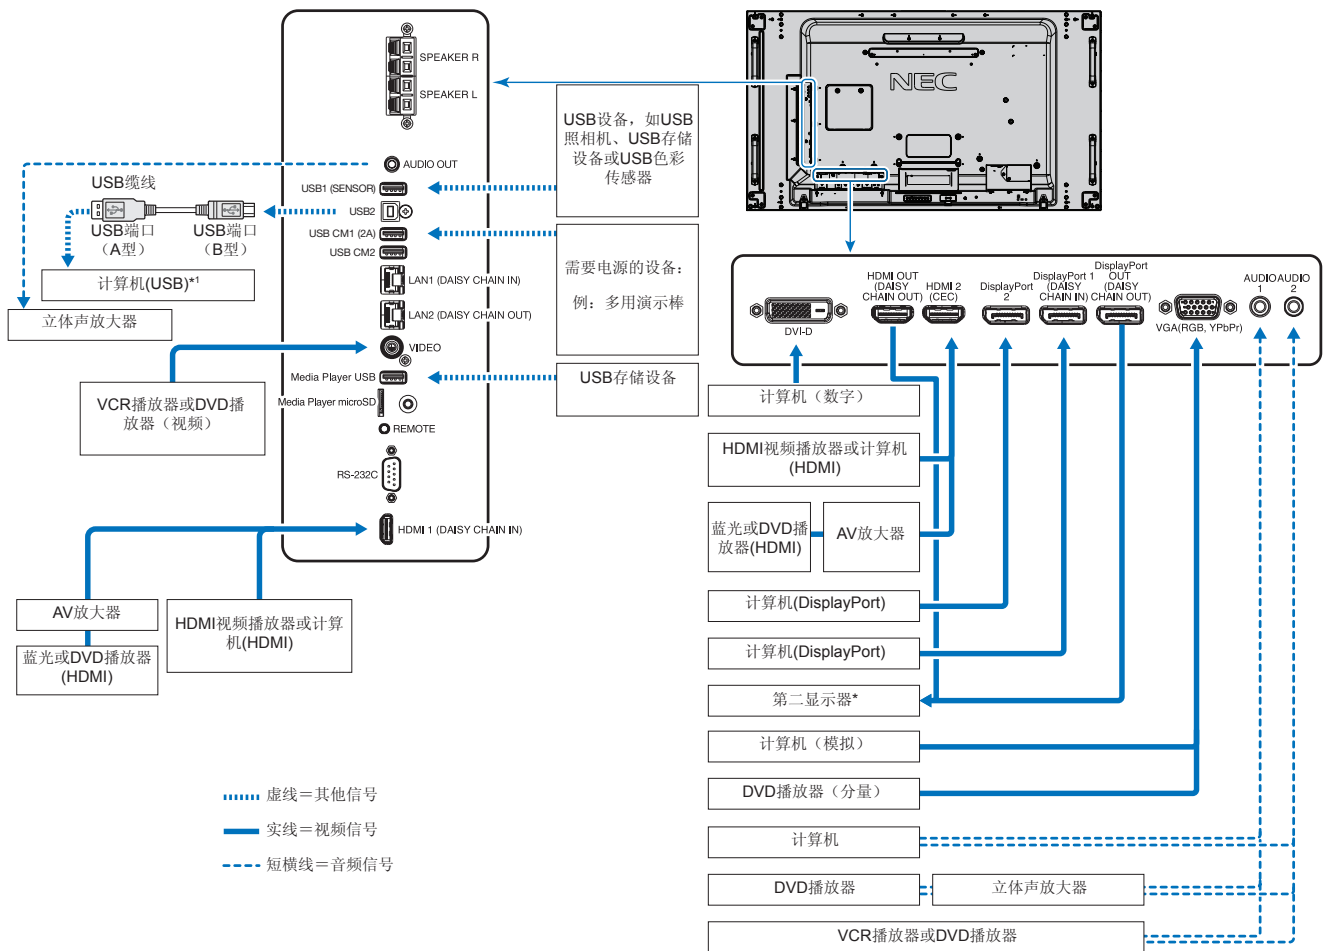 SPEAKER R
SPEAKER L
AUDIO OUT
USB1 (SENSOR)
USB2
USB CM1 (2A)
USB CM2
LAN1 (DAISY CHAIN IN)
LAN2 (DAISY CHAIN OUT)
VIDEO
Media Player USB
Media Player microSD
REMOTE
RS-232C
HDMI 1 (DAISY CHAIN IN)
USB缆线
USB端口
（A型）
USB端口
（B型）
计算机(USB)*1
立体声放大器
VCR播放器或DVD播
放器（视频）
AV放大器
蓝光或DVD播放器
(HDMI)
HDMI视频播放器或计算
机(HDMI)
USB设备，如USB
照相机、USB存储
设备或USB色彩
传感器
需要电源的设备：
例：多用演示棒
USB存储设备
NEC
DVI-D
HDMI OUT
(DAISY
CHAIN OUT)
HDMI 2
(CEC)
DisplayPort
2
DisplayPort 1
(DAISY
CHAIN IN)
DisplayPort
OUT
(DAISY
CHAIN OUT)
VGA(RGB, YPbPr)
AUDIO
1
AUDIO
2
计算机（数字）
HDMI视频播放器或计算机
(HDMI)
蓝光或DVD播
放器(HDMI)
AV放大器
计算机(DisplayPort)
计算机(DisplayPort)
第二显示器*
计算机（模拟）
DVD播放器（分量）
计算机
DVD播放器
立体声放大器
VCR播放器或DVD播放器
虚线＝其他信号
实线＝视频信号
短横线＝音频信号